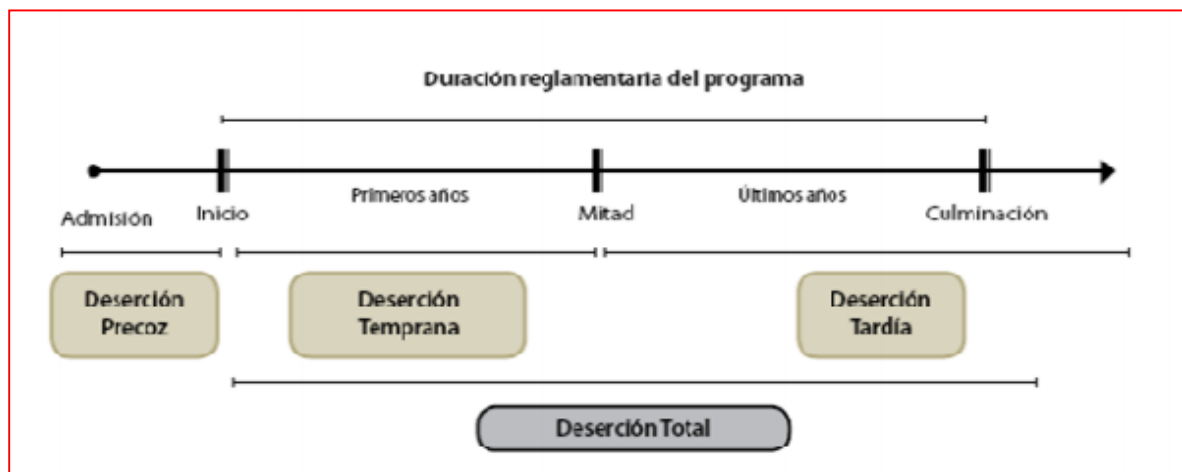 Duración reglamentaria del programa
Primeros años
Últimos años
Admisión
Inicio
Mitad
Culminación
Deserción
Precoz
Deserción
Temprana
Deserción
Tardía
Deserción Total